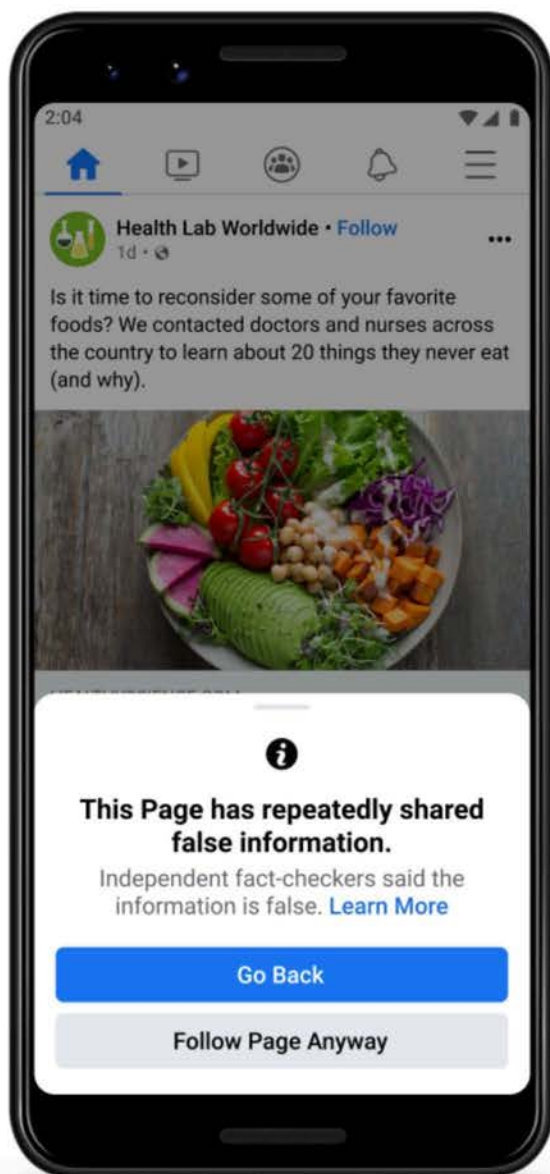 2:04
Health Lab Worldwide • Follow
1d •
Is it time to reconsider some of your favorite
foods? We contacted doctors and nurses across
the country to learn about 20 things they never eat
(and why).
This Page has repeatedly shared
false information.
Independent fact-checkers said the
information is false. Learn More
Go Back
Follow Page Anyway